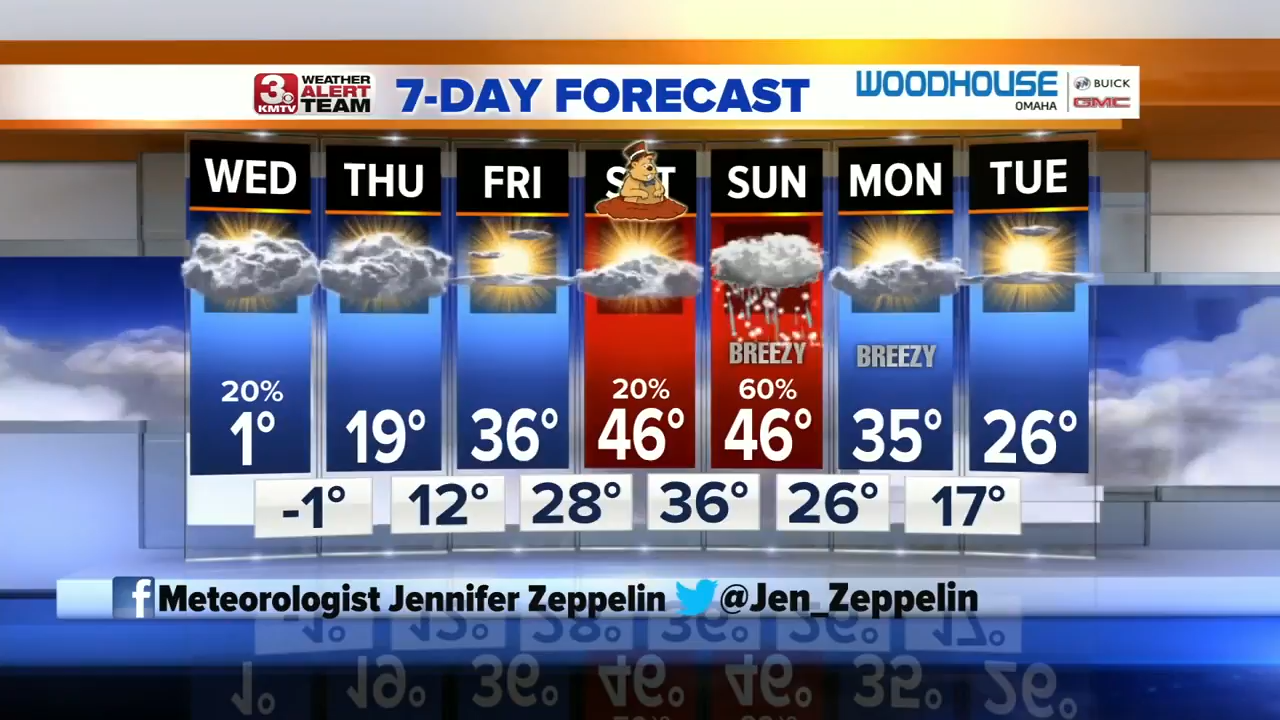 3 KMTV
WEATHER
ALERT
TEAM
7-DAY FORECAST
WOODHOUSE
OMAHA
BUICK
GMC
WED THU FRI SAT SUN MON TUE
BREEZY BREEZY
20% 20% 60%
1° 19° 36° 46° 46° 35° 26°
-1° 12° 28° 36° 26° 17°
f Meteorologist Jennifer Zeppelin @Jen_Zeppelin